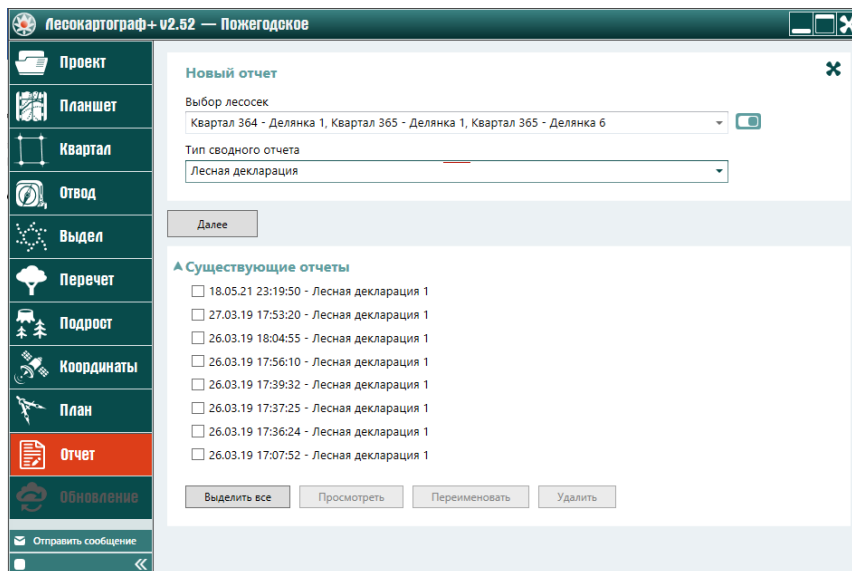 Лесокартограф+ v2.52 — Пожегодское
Проект
Планшет
Квартал
Отвод
Выдел
Перечет
Подрост
Координаты
План
Отчет
Обновление
Отправить сообщение
Новый отчет
Выбор лесосек
Квартал 364 - Делянка 1, Квартал 365 - Делянка 1, Квартал 365 - Делянка 6
Тип сводного отчета
Лесная декларация
Далее
Существующие отчеты
18.05.21 23:19:50 - Лесная декларация 1
27.03.19 17:53:20 - Лесная декларация 1
26.03.19 18:04:55 - Лесная декларация 1
26.03.19 17:56:10 - Лесная декларация 1
26.03.19 17:39:32 - Лесная декларация 1
26.03.19 17:37:25 - Лесная декларация 1
26.03.19 17:36:24 - Лесная декларация 1
26.03.19 17:07:52 - Лесная декларация 1
Выделить все Просмотреть Переименовать Удалить